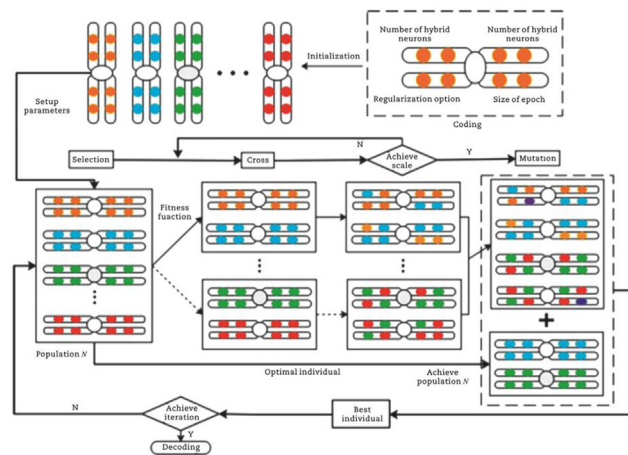 Number of hybrid
neurons
Number of hybrid
neurons
Initialization
Regularization option
Size of epoch
Coding
Setup
parameters
N
Selection
Cross
Achieve
scale
Y
Mutation
Fitness
fuaction
Population N
Optimal individual
Achieve
population N
N
Achieve
iteration
Best
individual
Y
Decoding